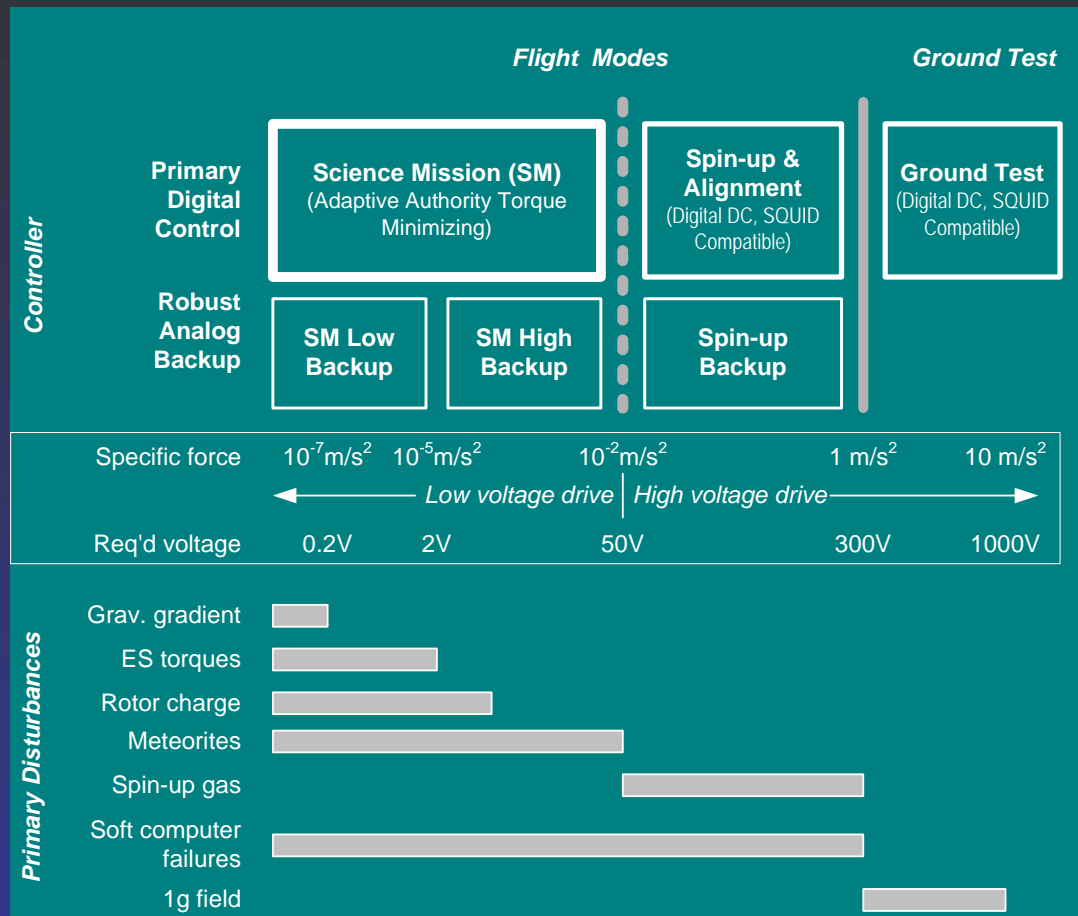 Flight Modes
Ground Test
Controller
Primary
Digital
Control
Science Mission (SM)
(Adaptive Authority Torque
Minimizing)
Spin-up &
Alignment
(Digital DC, SQUID
Compatible)
Ground Test
(Digital DC, SQUID
Compatible)
Robust
Analog
Backup
SM Low
Backup
SM High
Backup
Spin-up
Backup
Specific force 10⁻⁷m/s² 10⁻⁵m/s² 10⁻²m/s² 1 m/s² 10 m/s²
Low voltage drive High voltage drive
Req'd voltage 0.2V 2V 50V 300V 1000V
Primary Disturbances
Grav. gradient
ES torques
Rotor charge
Meteorites
Spin-up gas
Soft computer
failures
1g field